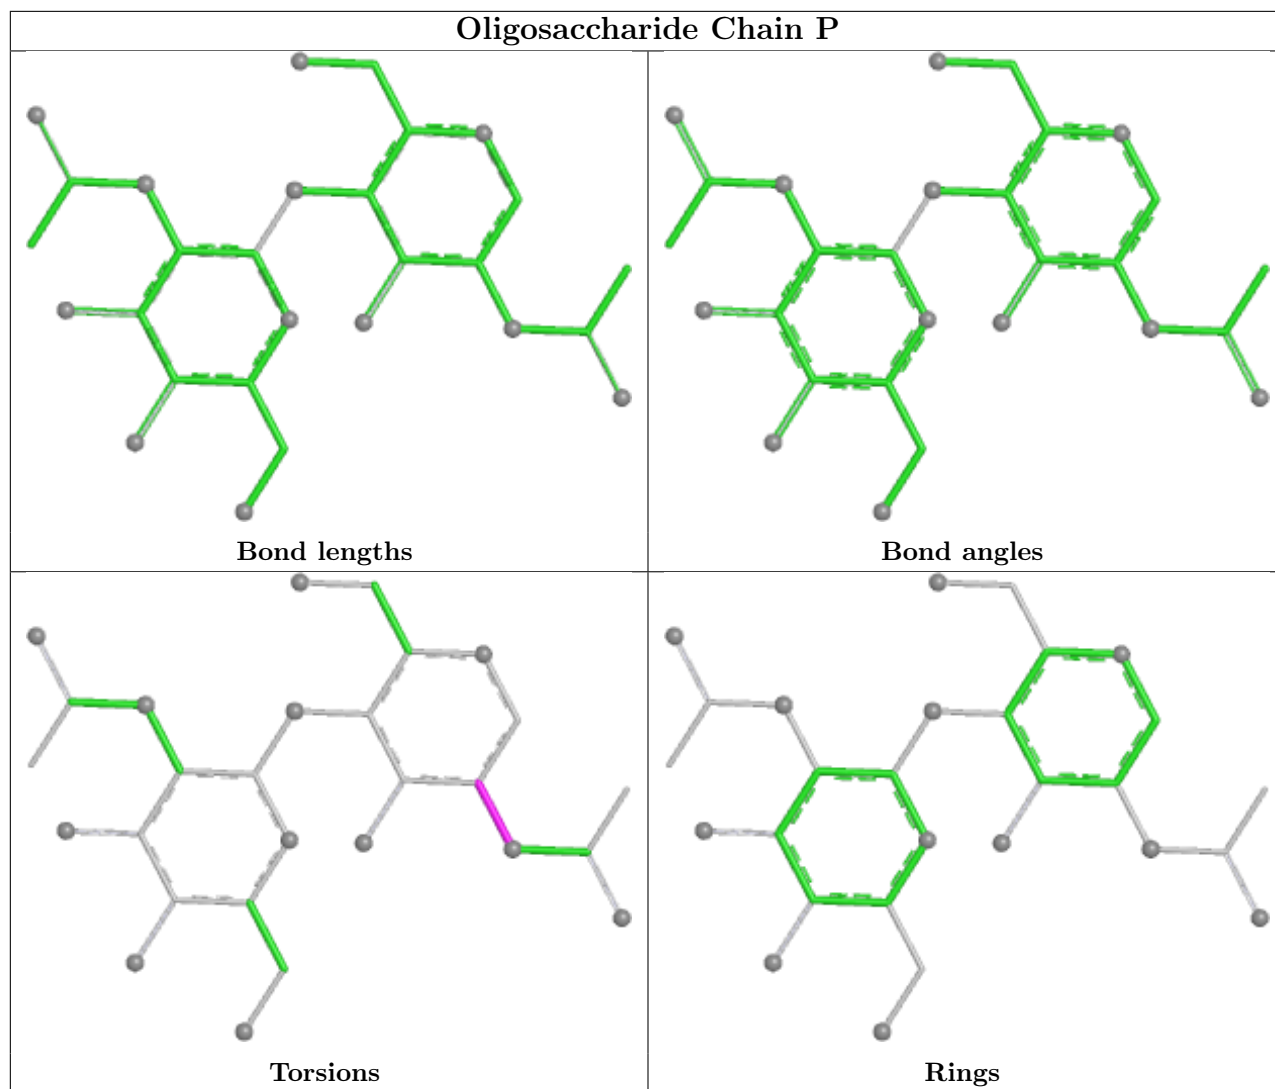 Oligosaccharide Chain P
Bond lengths
Bond angles
Torsions
Rings